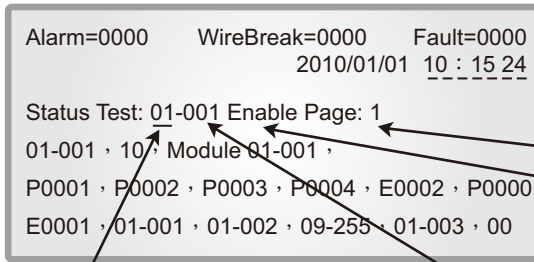 Alarm=0000 WireBreak=0000 Fault=0000
2010/01/01 10：15 24
Status Test: 01-001 Enable Page: 1
01-001，10，Module 01-001，
P0001，P0002，P0003，P0004，E0002，P0000
E0001，01-001，01-002，09-255，01-003，00